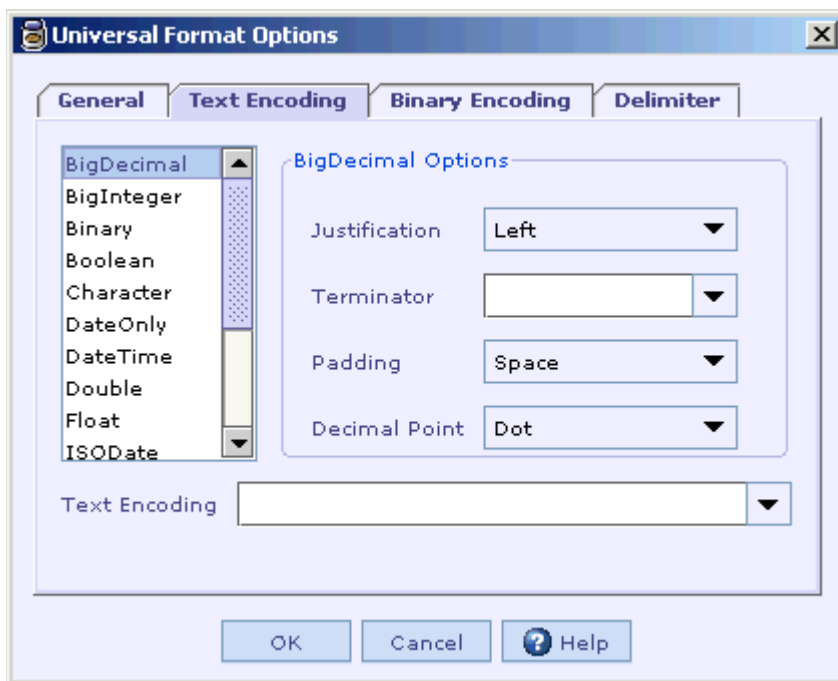 Universal Format Options
General Text Encoding Binary Encoding Delimiter
BigDecimal
BigInteger
Binary
Boolean
Character
DateOnly
DateTime
Double
Float
ISODate
BigDecimal Options
Justification Left
Terminator
Padding Space
Decimal Point Dot
Text Encoding
OK Cancel Help